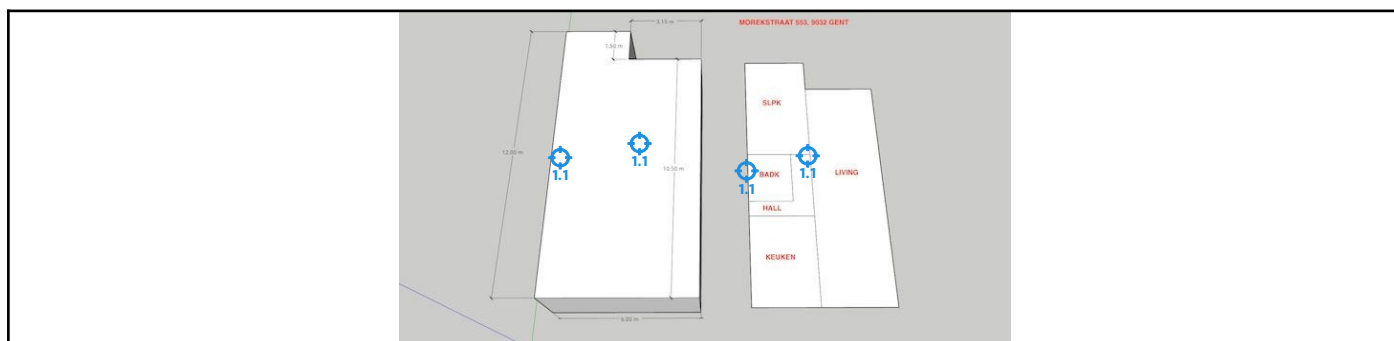 3.15 m
MOREKSTRAAT 553, 9032 GENT
1.50 m
SLPK
12.00 m
1.1
1.1
10.50 m
1.1
BADK
1.1
LIVING
HALL
KEUKEN
6.00 m